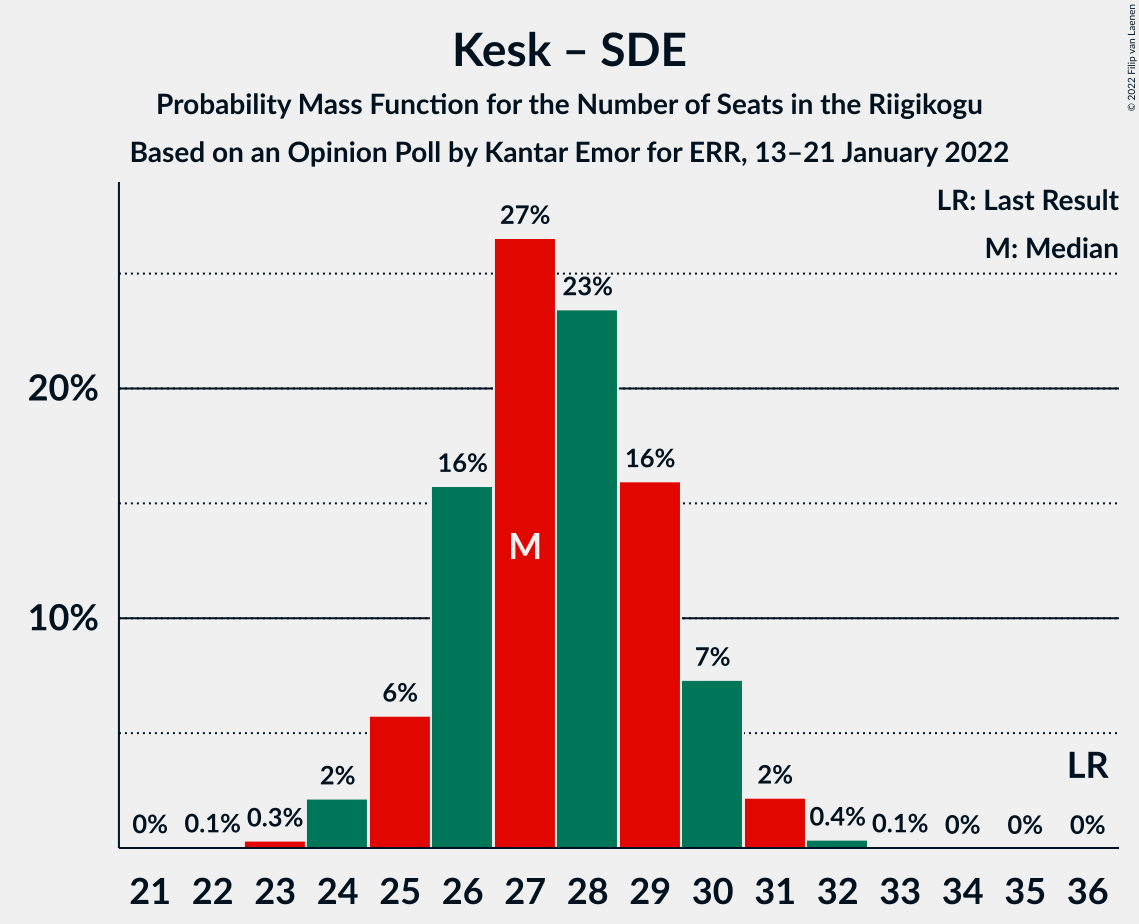 Kesk – SDE
Probability Mass Function for the Number of Seats in the Riigikogu
Based on an Opinion Poll by Kantar Emor for ERR, 13–21 January 2022
© 2022 Filip van Laenen
LR: Last Result
M: Median
20%
10%
0% 0.1% 0.3% 2% 6% 16% 27% 23% 16% 7% 2% 0.4% 0.1% 0% 0% 0%
M
LR
21 22 23 24 25 26 27 28 29 30 31 32 33 34 35 36